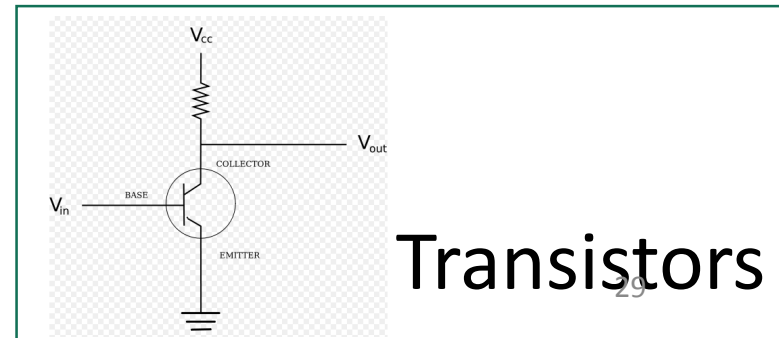 Vcc
Vout
COLLECTOR
BASE
Vin
EMITTER
Transistors
29